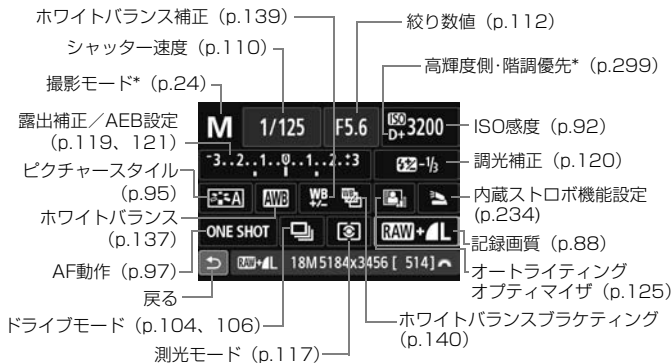 ホワイトバランス補正（p.139）
シャッター速度（p.110）
撮影モード*（p.24）
露出補正／AEB設定
（p.119、121）
ピクチャースタイル
（p.95）
ホワイトバランス
（p.137）
AF動作（p.97）
戻る
ドライブモード（p.104、106）
測光モード（p.117）
絞り数値（p.112）
高輝度側・階調優先*（p.299）
ISO感度（p.92）
調光補正（p.120）
内蔵ストロボ機能設定
（p.234）
記録画質（p.88）
オートライティング
オプティマイザ（p.125）
ホワイトバランスブラケティング
（p.140）
M 1/125 F5.6 ISO D+ 3200
-3..2..1..0..1..2..+3 -1/3
A AWB WB +/- WB
ONE SHOT RAW+L
RAW+L 18M 5184x3456 [ 514]